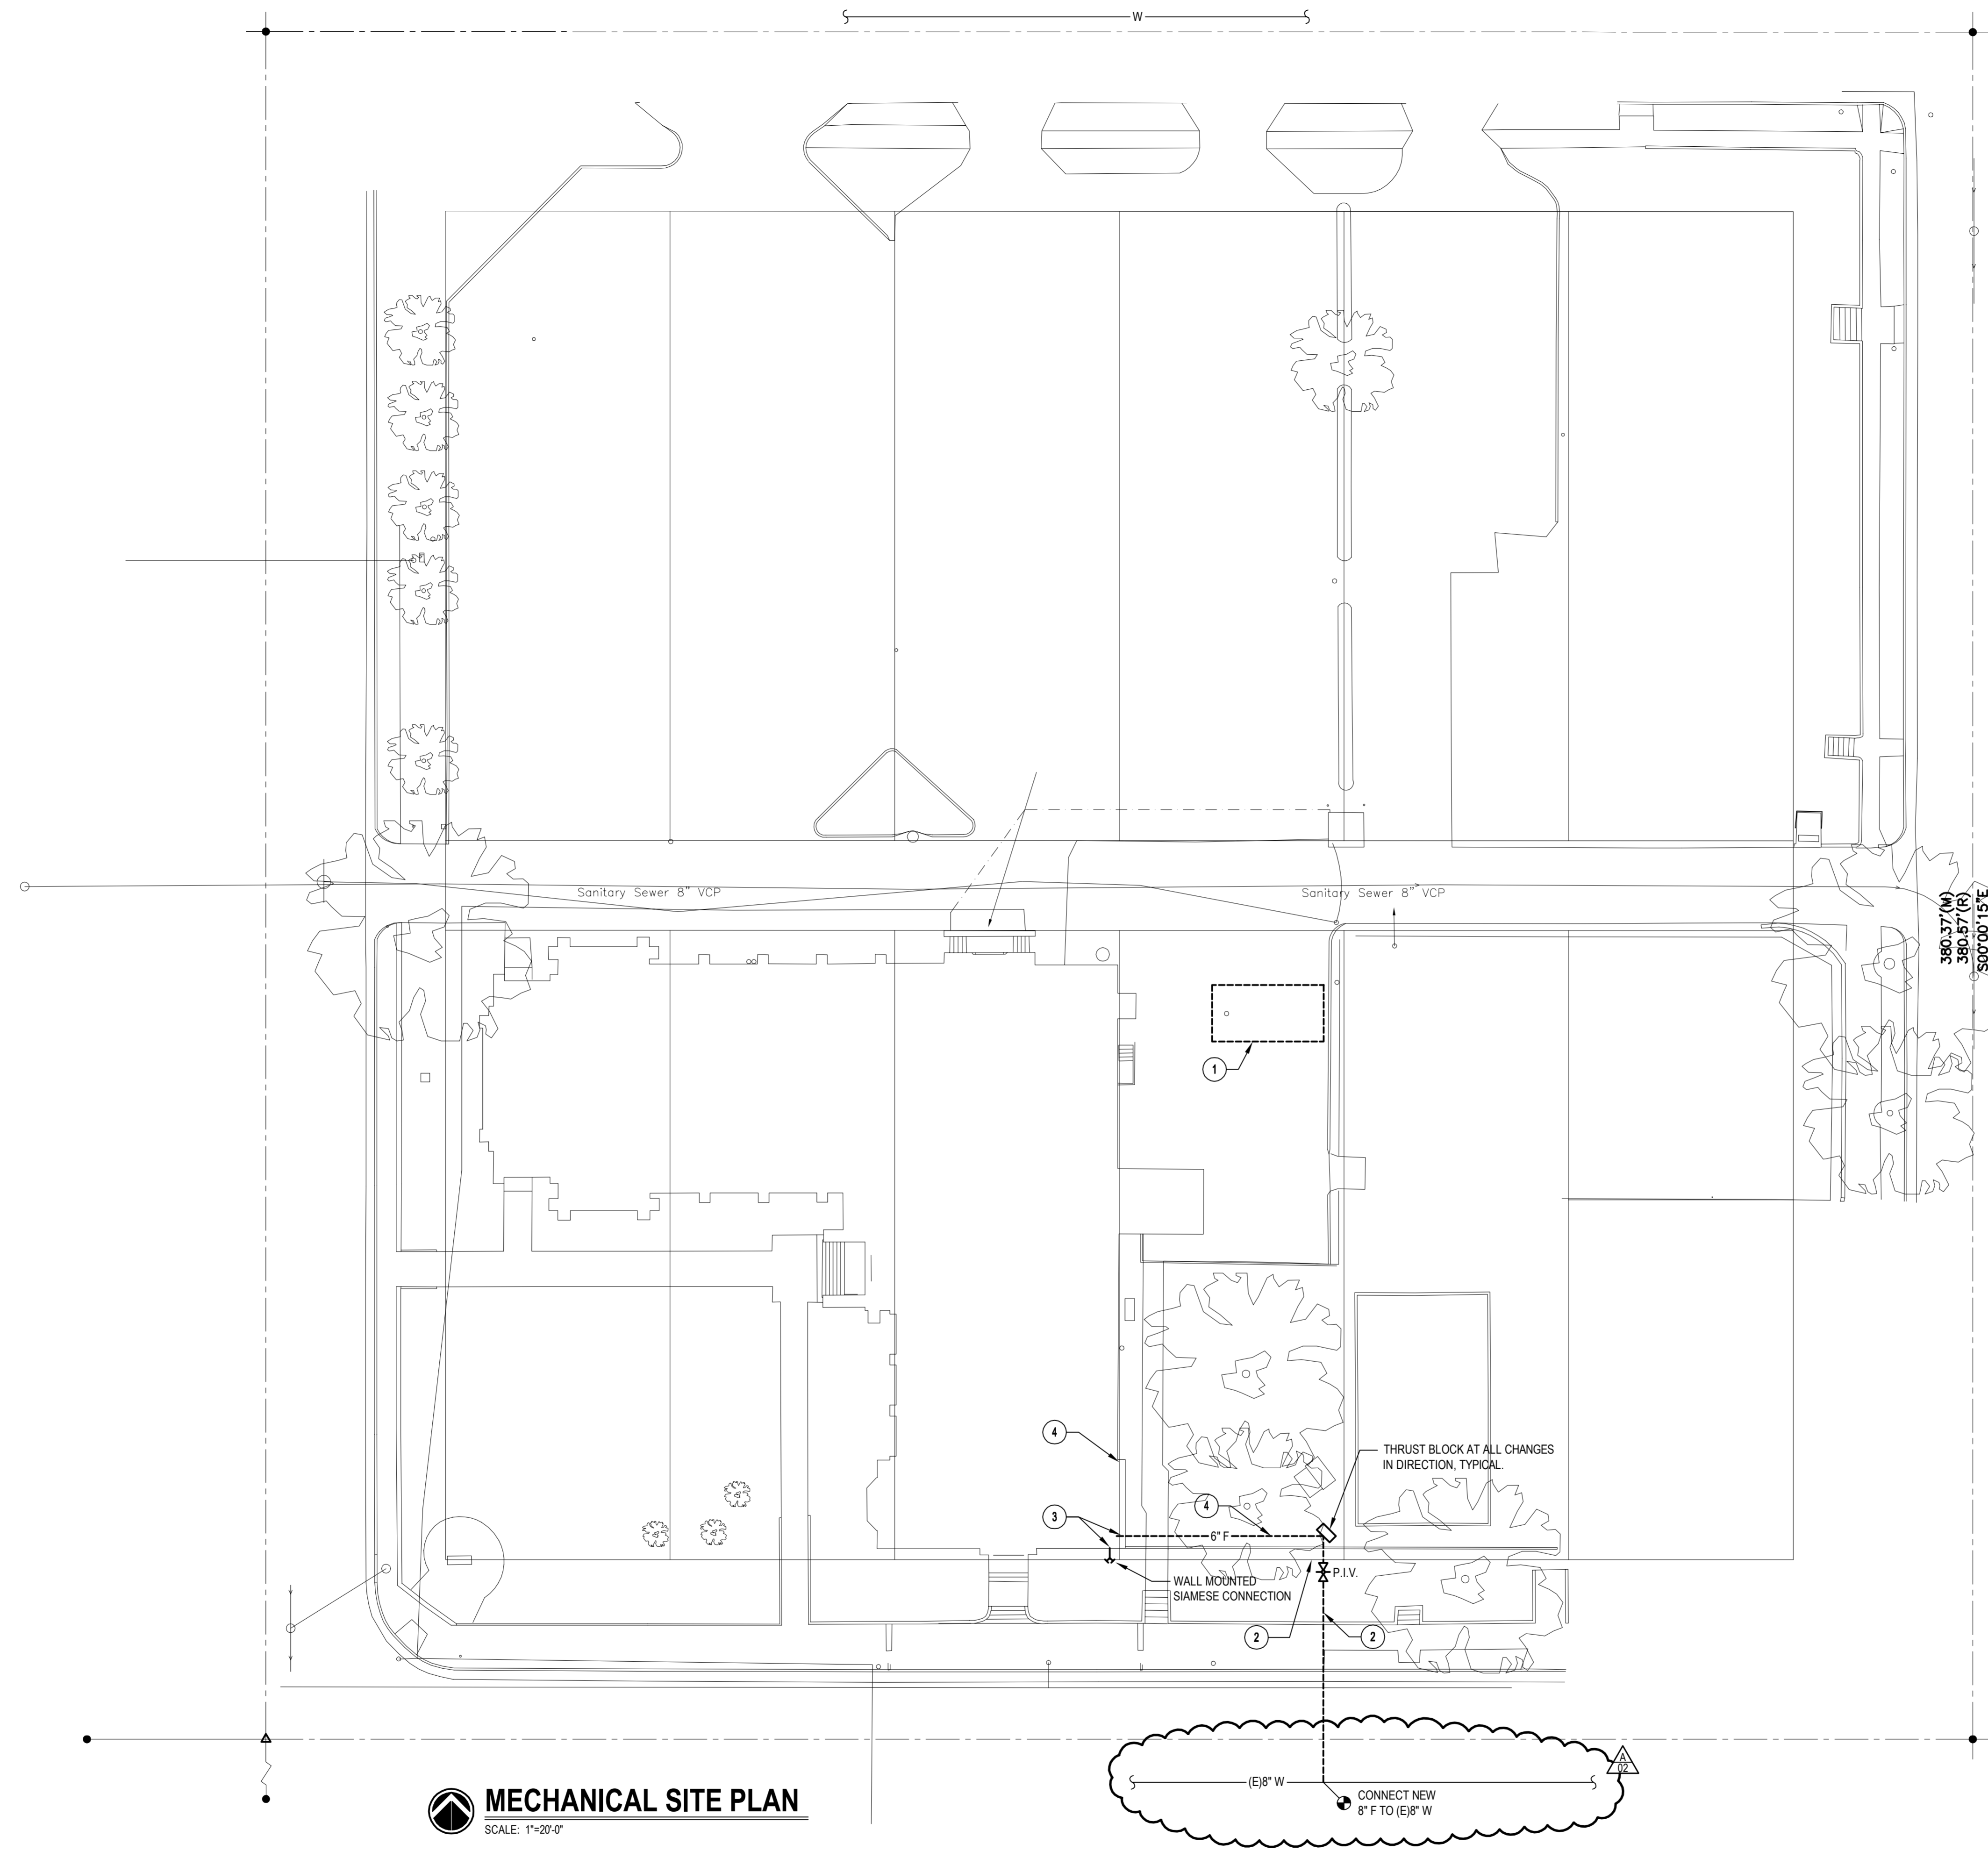 W
Sanitary Sewer 8" VCP
Sanitary Sewer 8" VCP
380.37'(M)
380.57'(R)
S00°00'15"E
1
4
THRUST BLOCK AT ALL CHANGES
IN DIRECTION, TYPICAL.
4
3
6" F
P.I.V.
WALL MOUNTED
SIAMESE CONNECTION
2
2
A
02
(E)8" W
CONNECT NEW
8" F TO (E)8" W
MECHANICAL SITE PLAN
SCALE: 1"=20'-0"